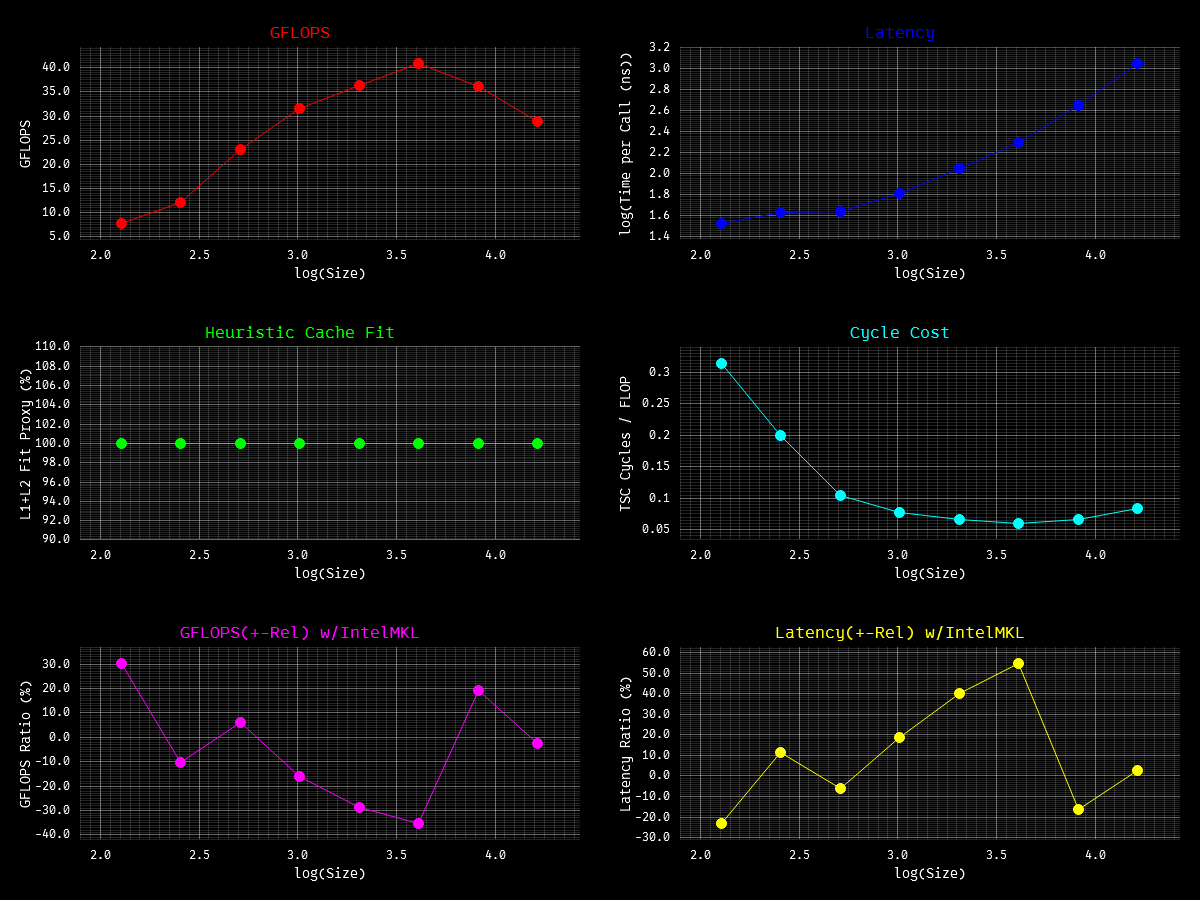 GFLOPS
GFLOPS
40.0
35.0
30.0
25.0
20.0
15.0
10.0
5.0
2.0 2.5 3.0 3.5 4.0
log(Size)
Latency
log(Time per Call (ns))
3.2
3.0
2.8
2.6
2.4
2.2
2.0
1.8
1.6
1.4
2.0 2.5 3.0 3.5 4.0
log(Size)
Heuristic Cache Fit
L1+L2 Fit Proxy (%)
110.0
108.0
106.0
104.0
102.0
100.0
98.0
96.0
94.0
92.0
90.0
2.0 2.5 3.0 3.5 4.0
log(Size)
Cycle Cost
TSC Cycles / FLOP
0.3
0.25
0.2
0.15
0.1
0.05
2.0 2.5 3.0 3.5 4.0
log(Size)
GFLOPS(+-Rel) w/IntelMKL
GFLOPS Ratio (%)
30.0
20.0
10.0
0.0
-10.0
-20.0
-30.0
-40.0
2.0 2.5 3.0 3.5 4.0
log(Size)
Latency(+-Rel) w/IntelMKL
Latency Ratio (%)
60.0
50.0
40.0
30.0
20.0
10.0
0.0
-10.0
-20.0
-30.0
2.0 2.5 3.0 3.5 4.0
log(Size)